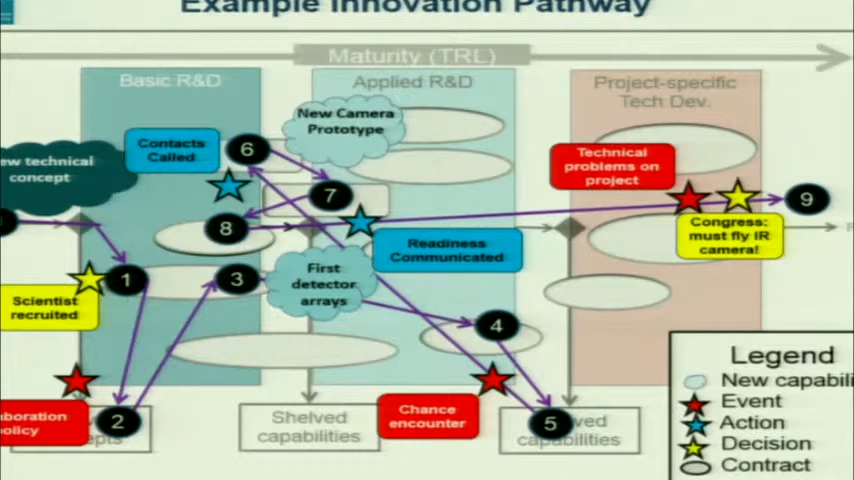 Example Innovation Pathway
Maturity (TRL)
Basic R&D
Applied R&D
Project-specific
Tech Dev.
New Camera
Prototype
Contacts
Called
technical
concept
Technical
problems on
project
6
7
8
9
Readiness
Communicated
Congress:
must fly IR
camera!
1
3
First
detector
arrays
Scientist
recruited
4
2
policy
Shelved
capabilities
Chance
encounter
5
capabilities
Legend
New
Event
Action
Decision
Contract